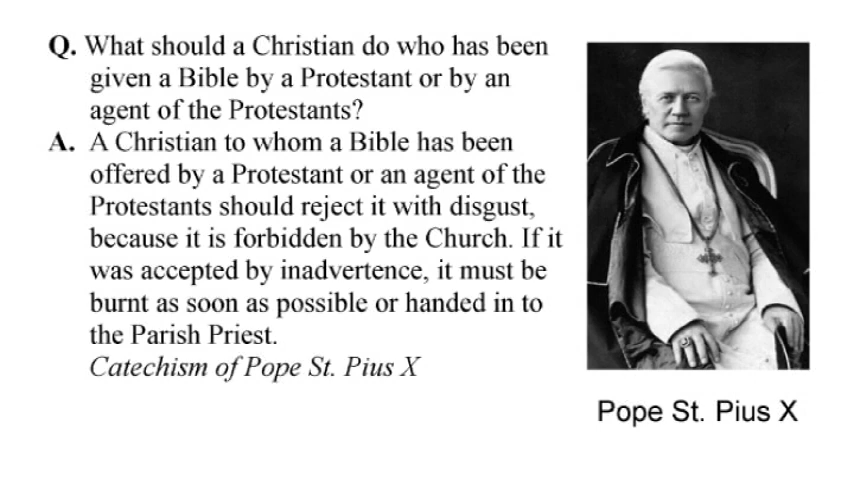 Q. What should a Christian do who has been
given a Bible by a Protestant or by an
agent of the Protestants?
A. A Christian to whom a Bible has been
offered by a Protestant or an agent of the
Protestants should reject it with disgust,
because it is forbidden by the Church. If it
was accepted by inadvertence, it must be
burnt as soon as possible or handed in to
the Parish Priest.
Catechism of Pope St. Pius X
Pope St. Pius X